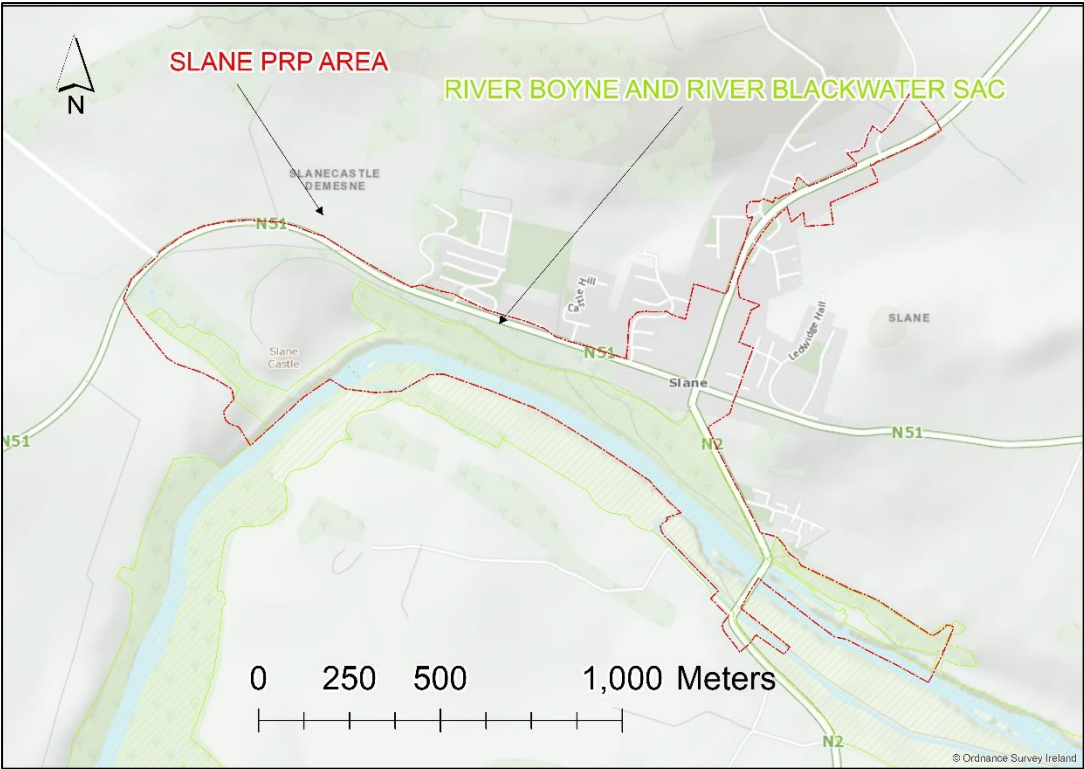 SLANE PRP AREA
RIVER BOYNE AND RIVER BLACKWATER SAC
N
SLANECASTLE
DEMESNE
N51
Castle Hill
SLANE
Ledwidge Hall
Slane
Castle
N51
Slane
N51
N51
N2
0 250 500 1,000 Meters
N2
© Ordnance Survey Ireland